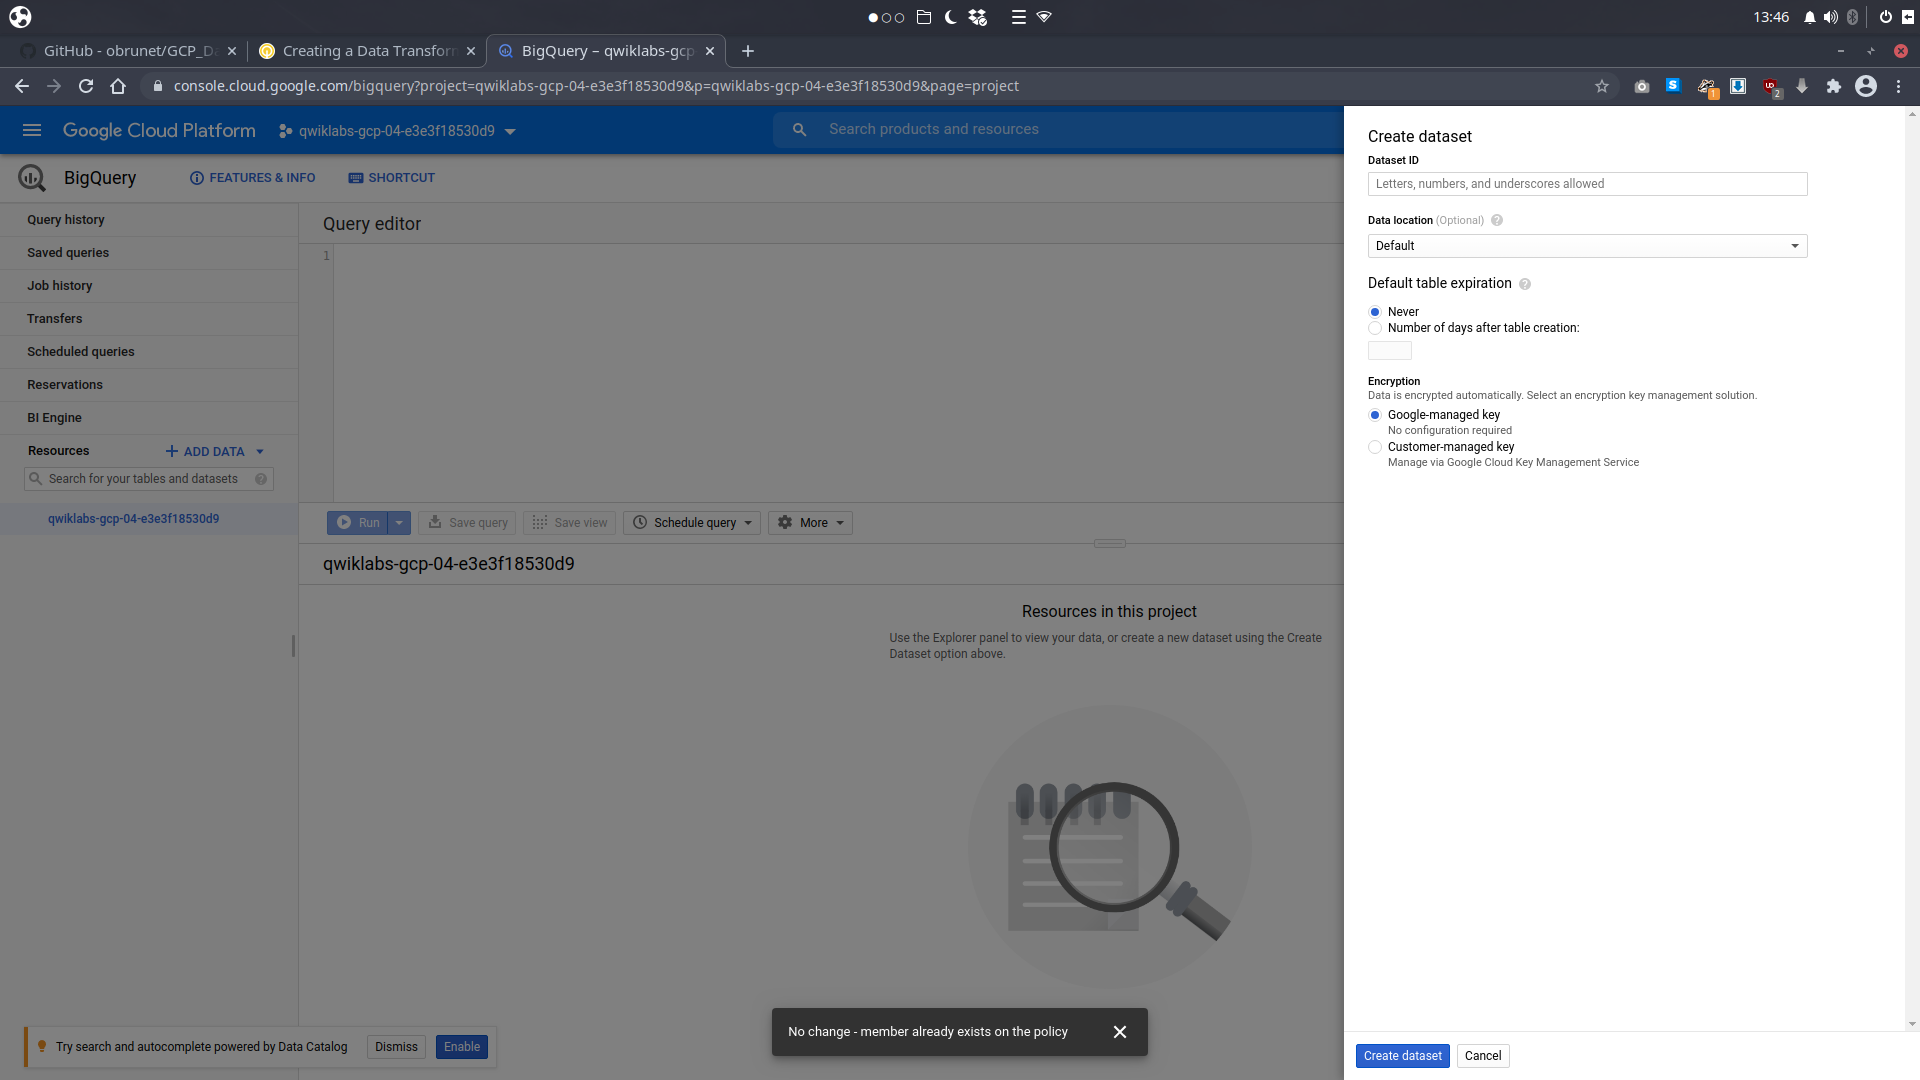 13:46
GitHub - obrunet/GCP_Da
Creating a Data Transform
BigQuery – qwiklabs-gcp
console.cloud.google.com/bigquery?project=qwiklabs-gcp-04-e3e3f18530d9&p=qwiklabs-gcp-04-e3e3f18530d9&page=project
S
1
UD
2
Google Cloud Platform
qwiklabs-gcp-04-e3e3f18530d9
Search products and resources
BigQuery
FEATURES & INFO
SHORTCUT
Query history
Saved queries
Job history
Transfers
Scheduled queries
Reservations
BI Engine
Resources
ADD DATA
Search for your tables and datasets
?
qwiklabs-gcp-04-e3e3f18530d9
Query editor
1
Run
Save query
Save view
Schedule query
More
qwiklabs-gcp-04-e3e3f18530d9
Resources in this project
Use the Explorer panel to view your data, or create a new dataset using the Create
Dataset option above.
Try search and autocomplete powered by Data Catalog
Dismiss
Enable
No change - member already exists on the policy
Create dataset
Dataset ID
Letters, numbers, and underscores allowed
Data location (Optional) ?
Default
Default table expiration ?
Never
Number of days after table creation:
Encryption
Data is encrypted automatically. Select an encryption key management solution.
Google-managed key
No configuration required
Customer-managed key
Manage via Google Cloud Key Management Service
Create dataset
Cancel